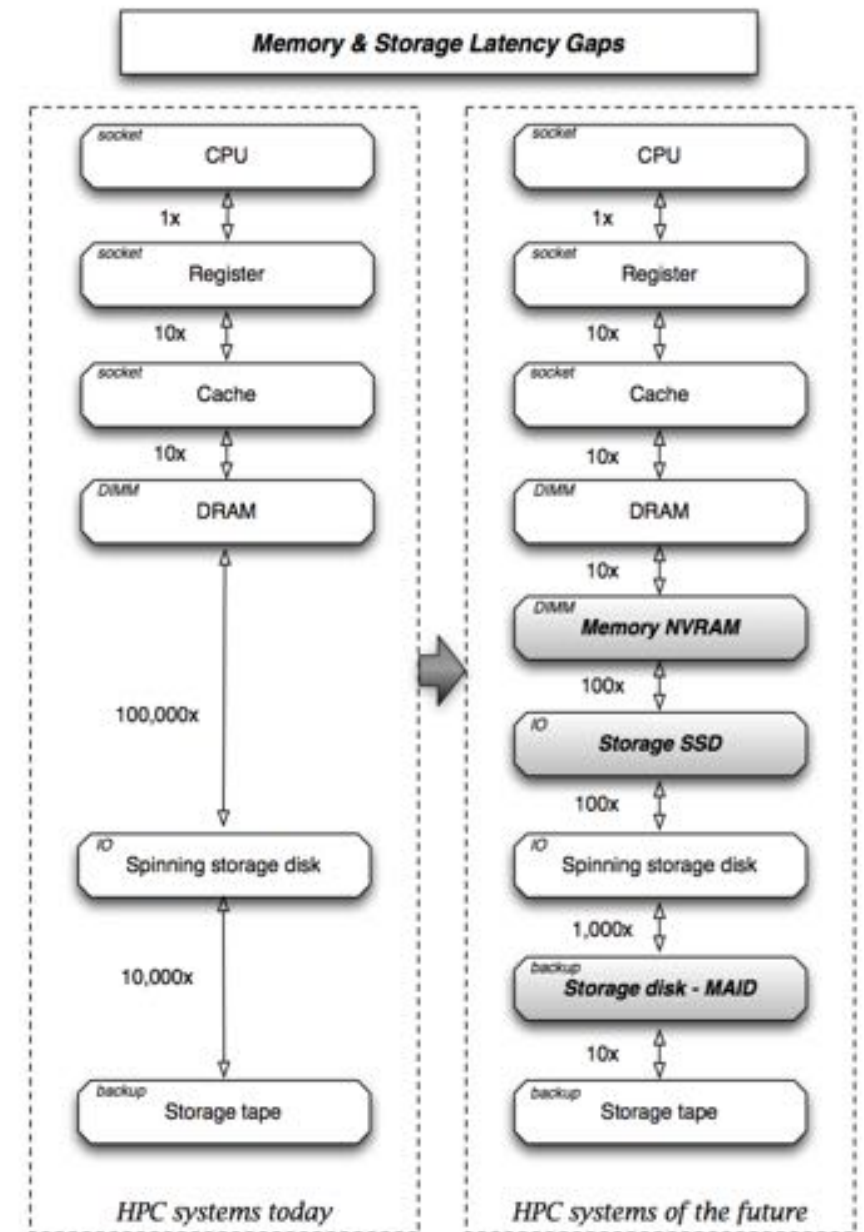 Memory & Storage Latency Gaps
socket
CPU
1x
socket
Register
10x
socket
Cache
10x
DIMM
DRAM
100,000x
IO
Spinning storage disk
10,000x
backup
Storage tape
HPC systems today
socket
CPU
1x
socket
Register
10x
socket
Cache
10x
DIMM
DRAM
10x
DIMM
Memory NVRAM
100x
IO
Storage SSD
100x
IO
Spinning storage disk
1,000x
backup
Storage disk - MAID
10x
backup
Storage tape
HPC systems of the future